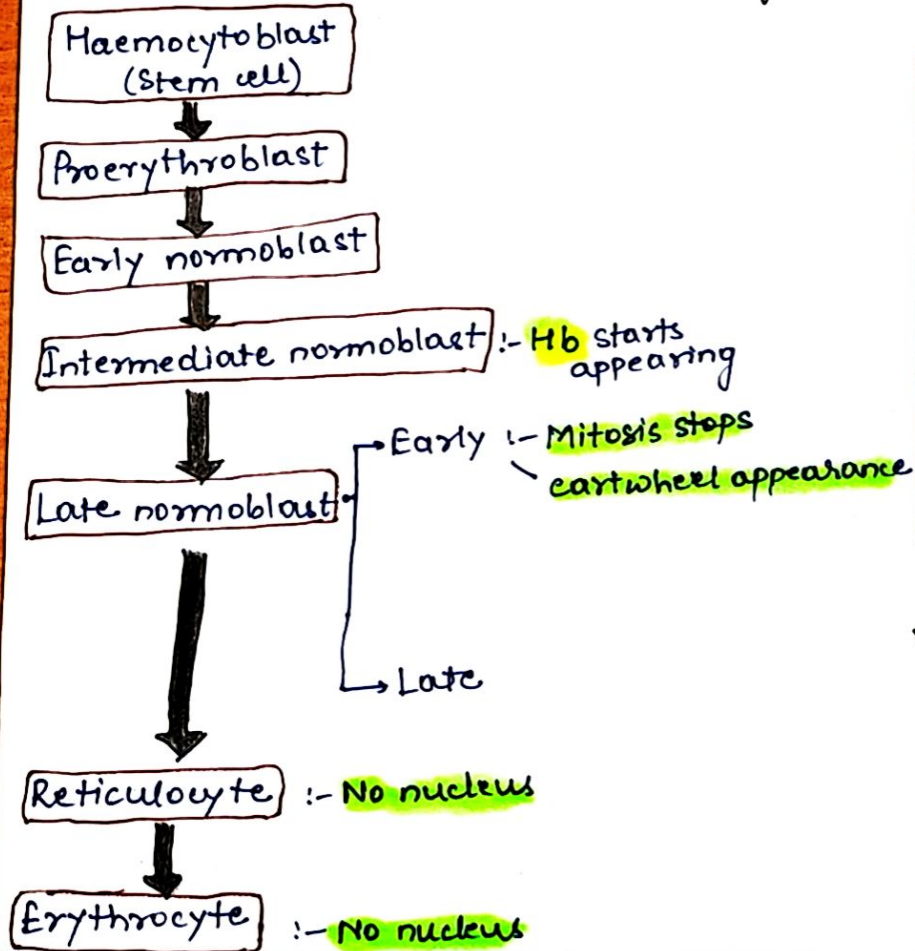 Haemocytoblast
(Stem cell)
Proerythroblast
Early normoblast
Intermediate normoblast :- Hb starts
appearing
Late normoblast
Early :- Mitosis stops
cartwheel appearance
Late
Reticulocyte :- No nucleus
Erythrocyte :- No nucleus